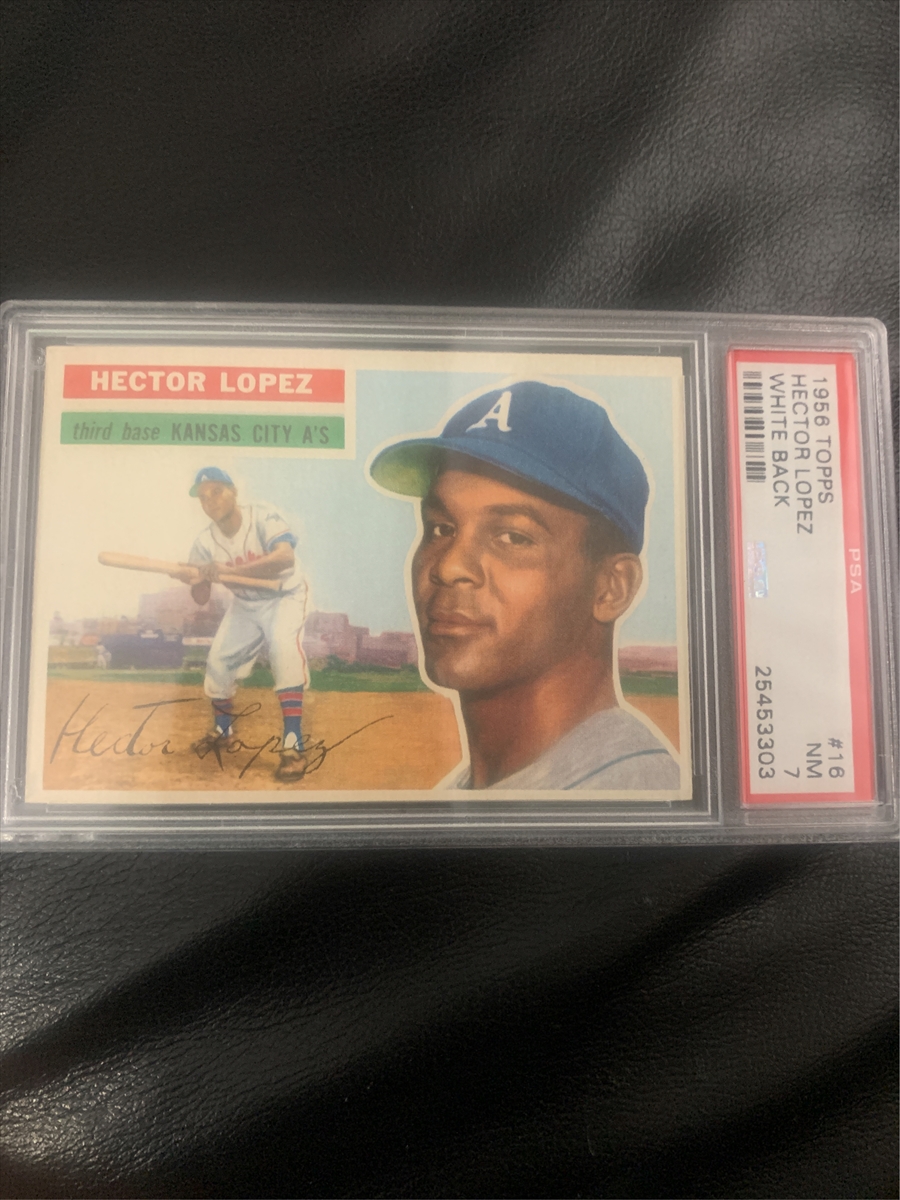 HECTOR LOPEZ
third base KANSAS CITY A'S
A
Hector Lopez
1956 TOPPS #16
HECTOR LOPEZ NM
WHITE BACK 7
25453303
PSA